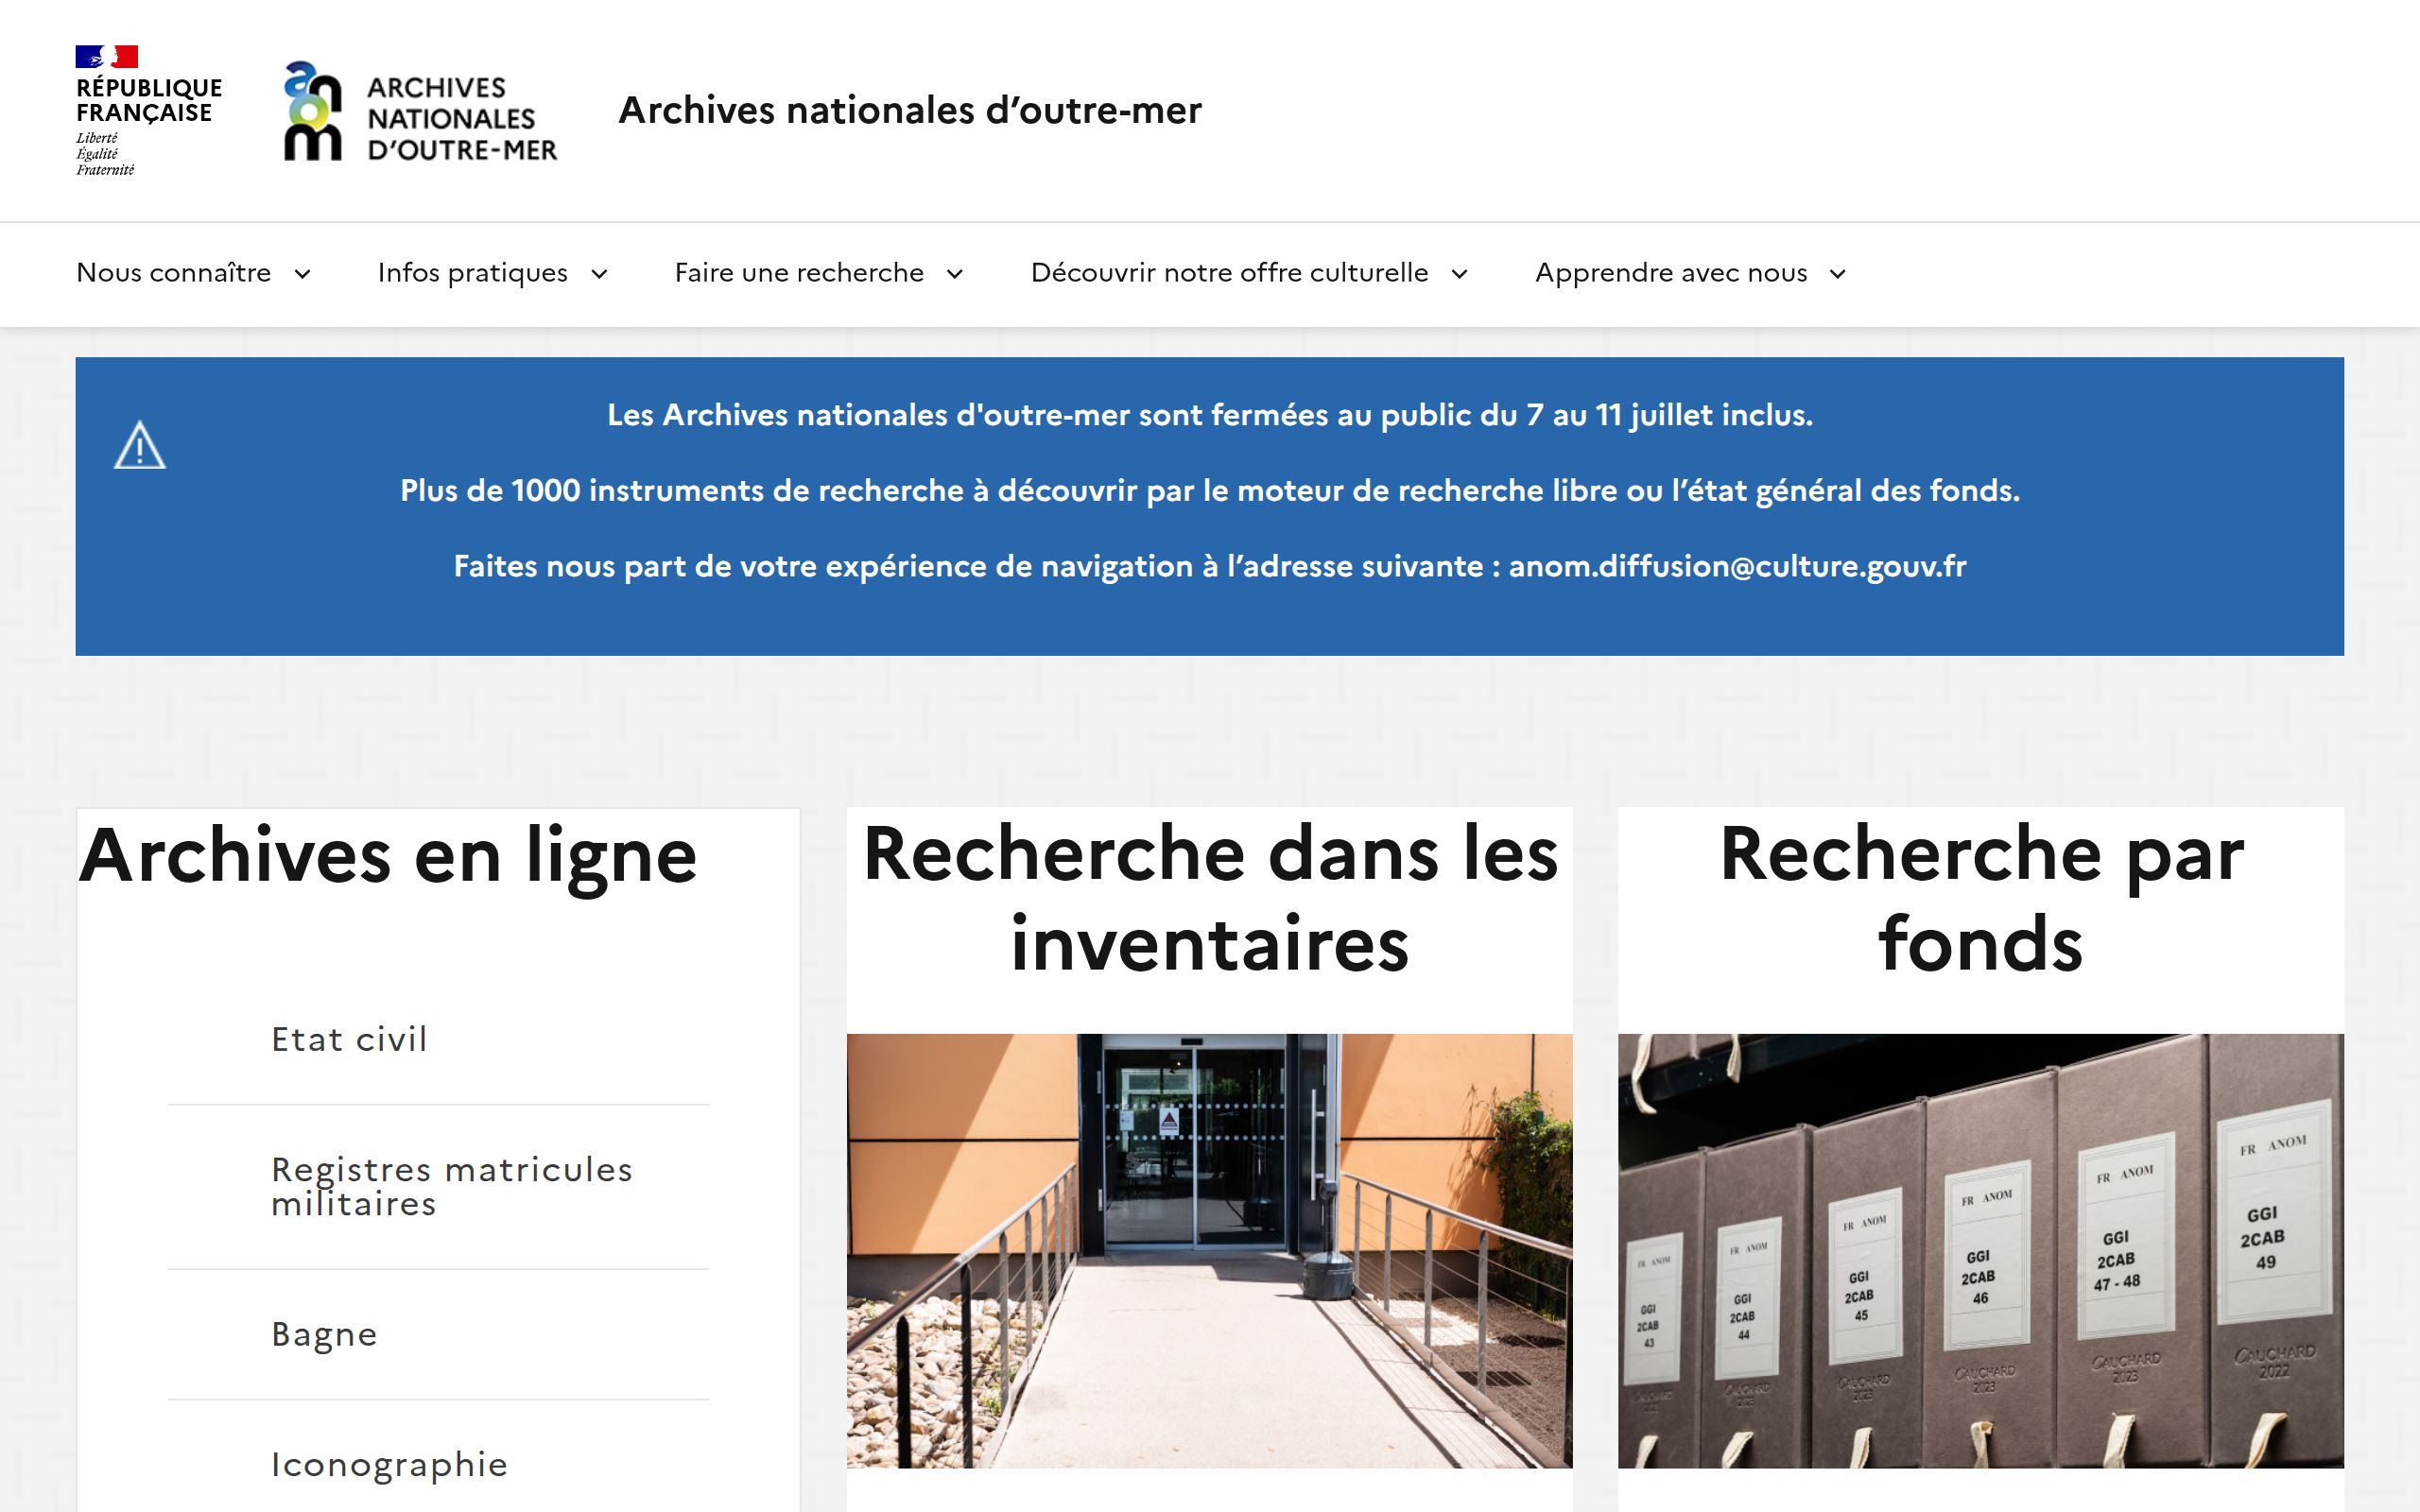 RÉPUBLIQUE
FRANÇAISE
Liberté
Égalité
Fraternité
anom
ARCHIVES
NATIONALES
D'OUTRE-MER
Archives nationales d’outre-mer
Nous connaître
Infos pratiques
Faire une recherche
Découvrir notre offre culturelle
Apprendre avec nous
Les Archives nationales d'outre-mer sont fermées au public du 7 au 11 juillet inclus.
Plus de 1000 instruments de recherche à découvrir par le moteur de recherche libre ou l’état général des fonds.
Faites nous part de votre expérience de navigation à l’adresse suivante : anom.diffusion@culture.gouv.fr
Archives en ligne
Etat civil
Registres matricules
militaires
Bagne
Iconographie
Recherche dans les
inventaires
Recherche par
fonds
FR ANOM
GGI
2CAB
43
FR ANOM
GGI
2CAB
44
CAUCHARD
2023
FR ANOM
GGI
2CAB
45
CAUCHARD
2023
FR ANOM
GGI
2CAB
46
CAUCHARD
2023
FR ANOM
GGI
2CAB
47 - 48
CAUCHARD
2023
FR ANOM
GGI
2CAB
49
CAUCHARD
2022